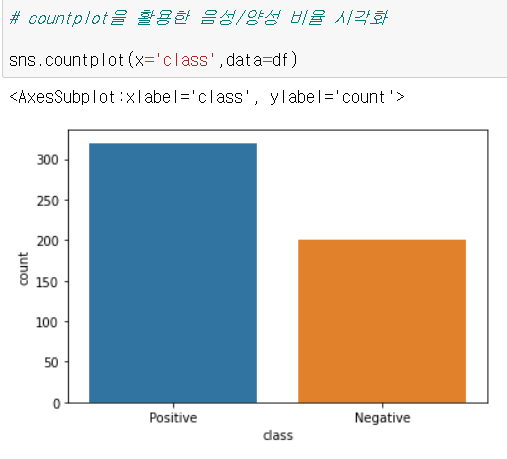 # countplot을 활용한 음성/양성 비율 시각화
sns.countplot(x='class',data=df)
<AxesSubplot:xlabel='class', ylabel='count'>
300
250
200
150
100
50
0
count
Positive
Negative
class